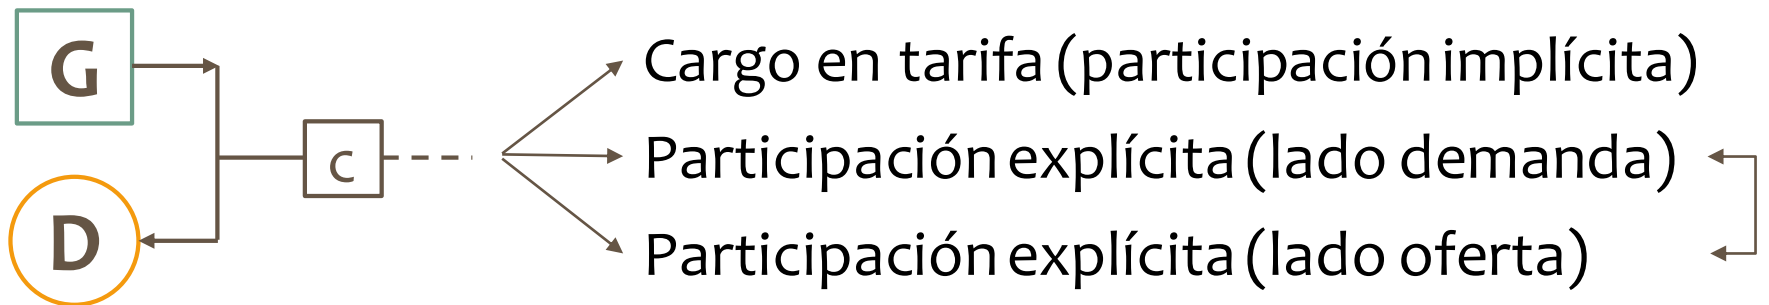 G
D
C
Cargo en tarifa (participación implícita)
Participación explícita (lado demanda)
Participación explícita (lado oferta)